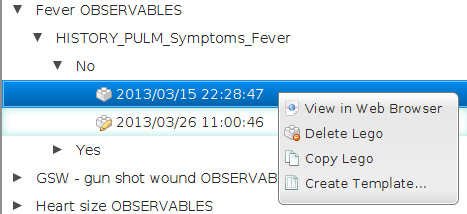 Fever OBSERVABLES
HISTORY_PULM_Symptoms_Fever
No
2013/03/15 22:28:47
2013/03/26 11:00:46
Yes
GSW - gun shot wound OBSERVAB
Heart size OBSERVABLES
View in Web Browser
Delete Lego
Copy Lego
Create Template...